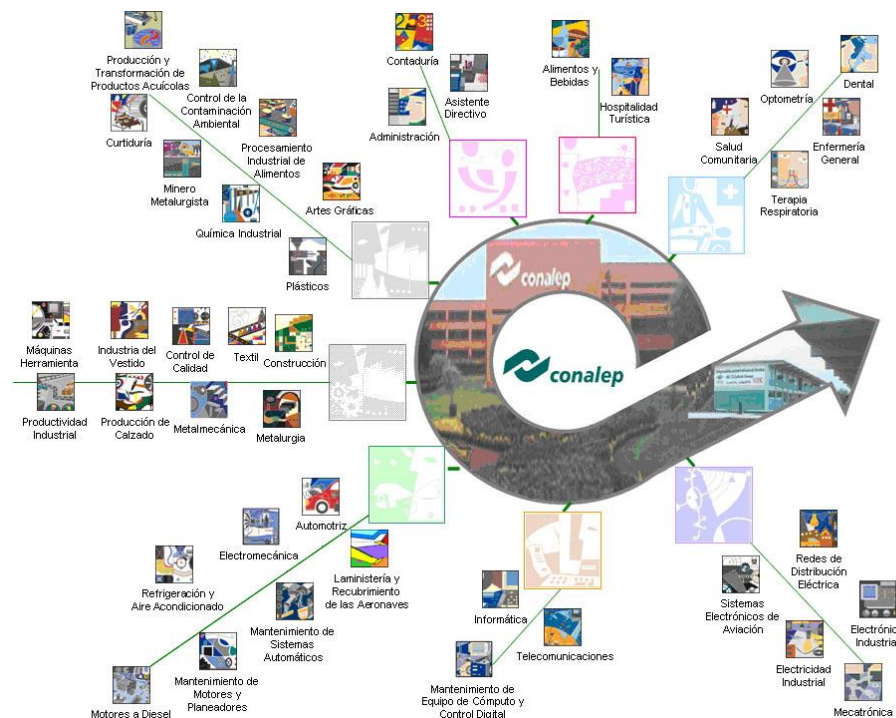 Producción y
Transformación de
Productos Acuícolas
Control de la
Contaminación
Ambiental
Curtiduría
Procesamiento
Industrial de
Alimentos
Minero
Metalurgista
Artes Gráficas
Química Industrial
Plásticos
Contaduría
Asistente
Directivo
Administración
Alimentos y
Bebidas
Hospitalidad
Turística
Optometría
Dental
Salud
Comunitaria
Enfermería
General
Terapia
Respiratoria
conalep
conalep
Máquinas
Herramienta
Industria del
Vestido
Control de
Calidad
Textil
Construcción
Productividad
Industrial
Producción de
Calzado
Metalmecánica
Metalurgia
Automotriz
Electromecánica
Laministería y
Recubrimiento
de las Aeronaves
Refrigeración y
Aire Acondicionado
Mantenimiento de
Sistemas
Automáticos
Mantenimiento de
Motores y
Planeadores
Motores a Diesel
Informática
Telecomunicaciones
Mantenimiento de
Equipo de Cómputo y
Control Digital
Redes de
Distribución
Eléctrica
Sistemas
Electrónicos de
Aviación
Electrónic
Industria
Electricidad
Industrial
Mecatrónica